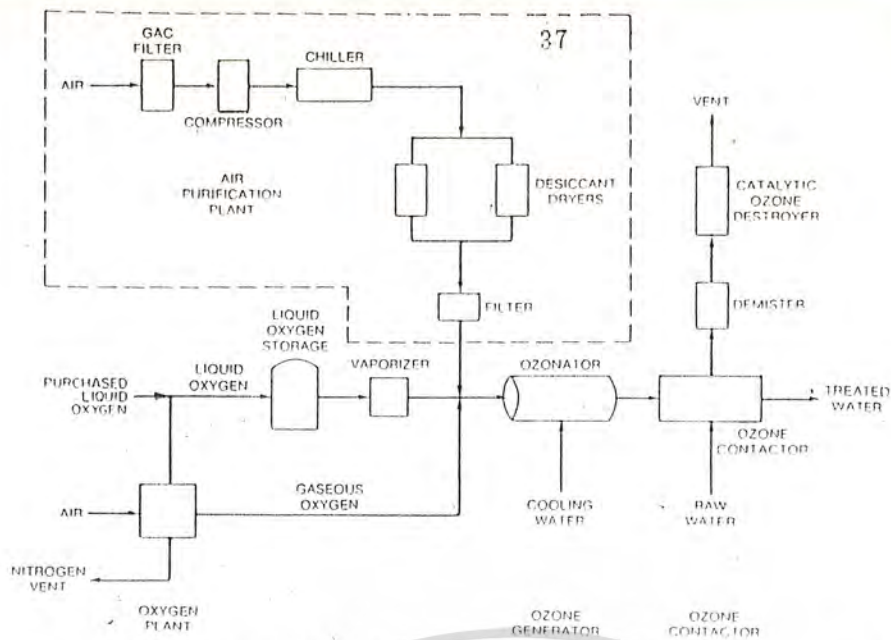 37
GAC
FILTER
CHILLER
AIR
COMPRESSOR
VENT
AIR
PURIFICATION
PLANT
DESICCANT
DRYERS
CATALYTIC
OZONE
DESTROYER
FILTER
DEMISTER
LIQUID
OXYGEN
STORAGE
VAPORIZER
OZONATOR
LIQUID
OXYGEN
PURCHASED
LIQUID
OXYGEN
TREATED
WATER
OZONE
CONTACTOR
GASEOUS
OXYGEN
AIR
COOLING
WATER
RAW
WATER
NITROGEN
VENT
OXYGEN
PLANT
OZONE
GENERATOR
OZONE
CONTACTOR